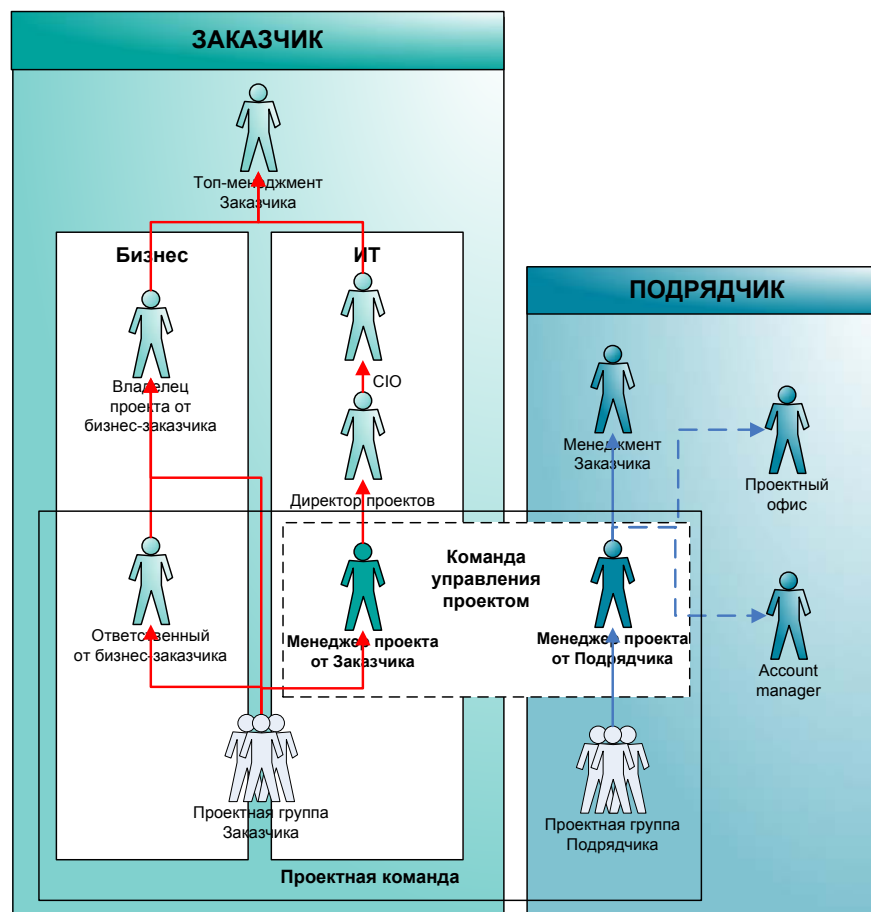 ЗАКАЗЧИК
Топ-менеджмент
Заказчика
Бизнес
ИТ
Владелец
проекта от
бизнес-заказчика
CIO
Директор проектов
Ответственный
от бизнес-заказчика
Менеджер проекта
от Заказчика
Команда
управления
проектом
Проектная группа
Заказчика
Проектная команда
ПОДРЯДЧИК
Менеджмент
Заказчика
Проектный
офис
Менеджер проекта
от Подрядчика
Account
manager
Проектная группа
Подрядчика